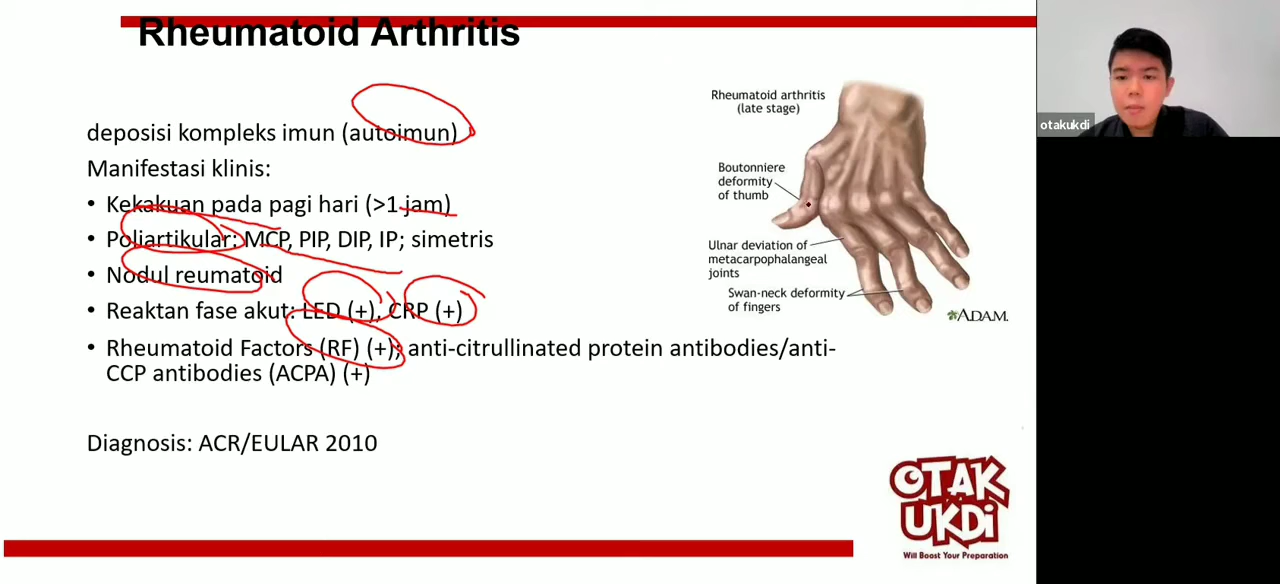 Rheumatoid Arthritis
deposisi kompleks imun (autoimun)
Manifestasi klinis:
• Kekakuan pada pagi hari (>1 jam)
• Poliartikular: MCP, PIP, DIP, IP; simetris
• Nodul reumatoid
• Reaktan fase akut: LED (+), CRP (+)
• Rheumatoid Factors (RF) (+); anti-citrullinated protein antibodies/anti-
CCP antibodies (ACPA) (+)
Diagnosis: ACR/EULAR 2010
Rheumatoid arthritis
(late stage)
Boutonniere
deformity
of thumb
Ulnar deviation of
metacarpophalangeal
joints
Swan-neck deformity
of fingers
ADAM.
OTAK
UKDi
Will Boost Your Preparation
otakukdi